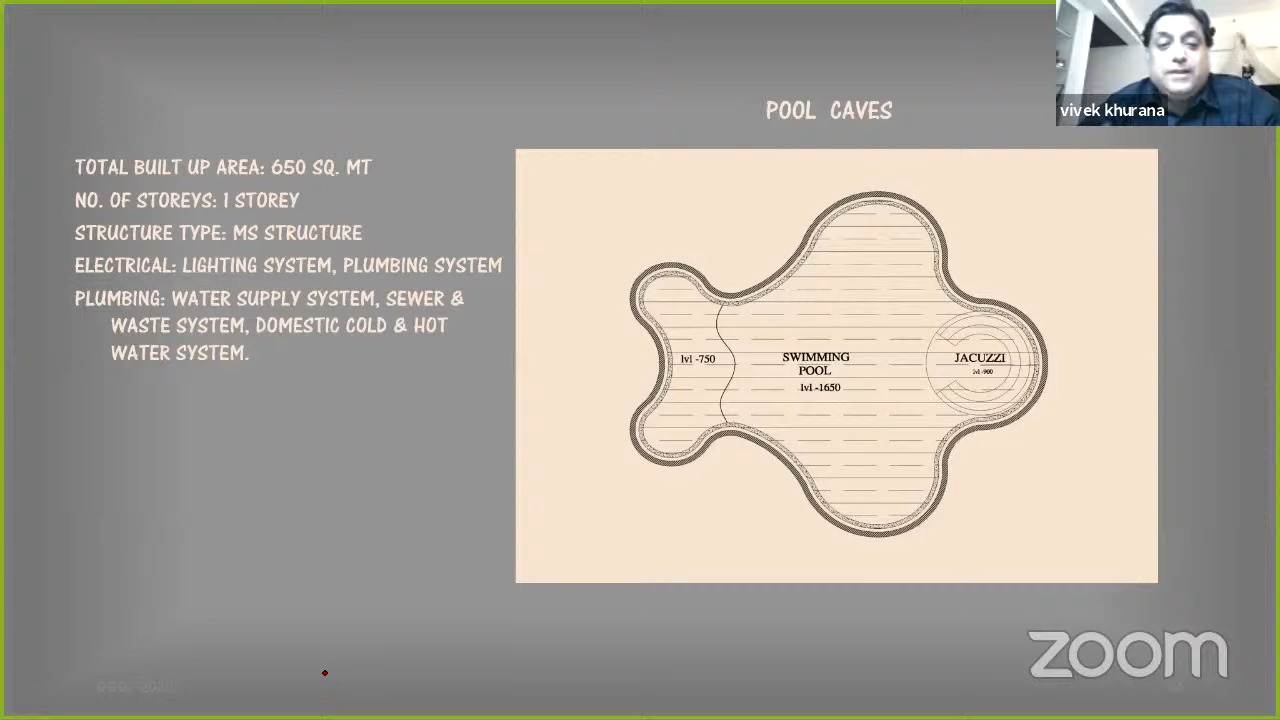 vivek khurana
POOL CAVES
TOTAL BUILT UP AREA: 650 SQ. MT
NO. OF STOREYS: 1 STOREY
STRUCTURE TYPE: MS STRUCTURE
ELECTRICAL: LIGHTING SYSTEM, PLUMBING SYSTEM
PLUMBING: WATER SUPPLY SYSTEM, SEWER &
WASTE SYSTEM, DOMESTIC COLD & HOT
WATER SYSTEM.
lvl -750
SWIMMING
POOL
lvl -1650
JACUZZI
lvl -900
zoom